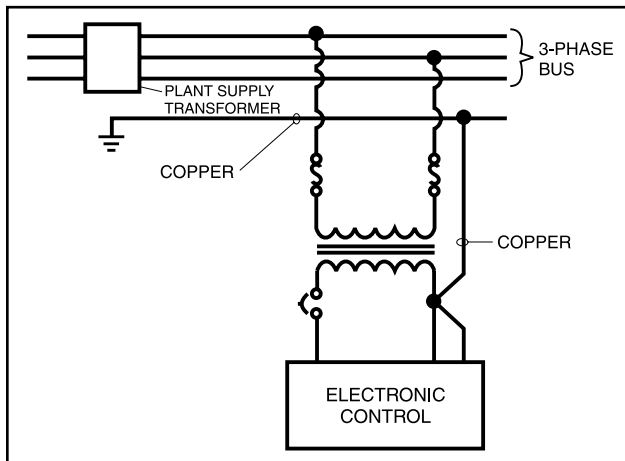 3-PHASE
BUS
PLANT SUPPLY
TRANSFORMER
COPPER
COPPER
ELECTRONIC
CONTROL